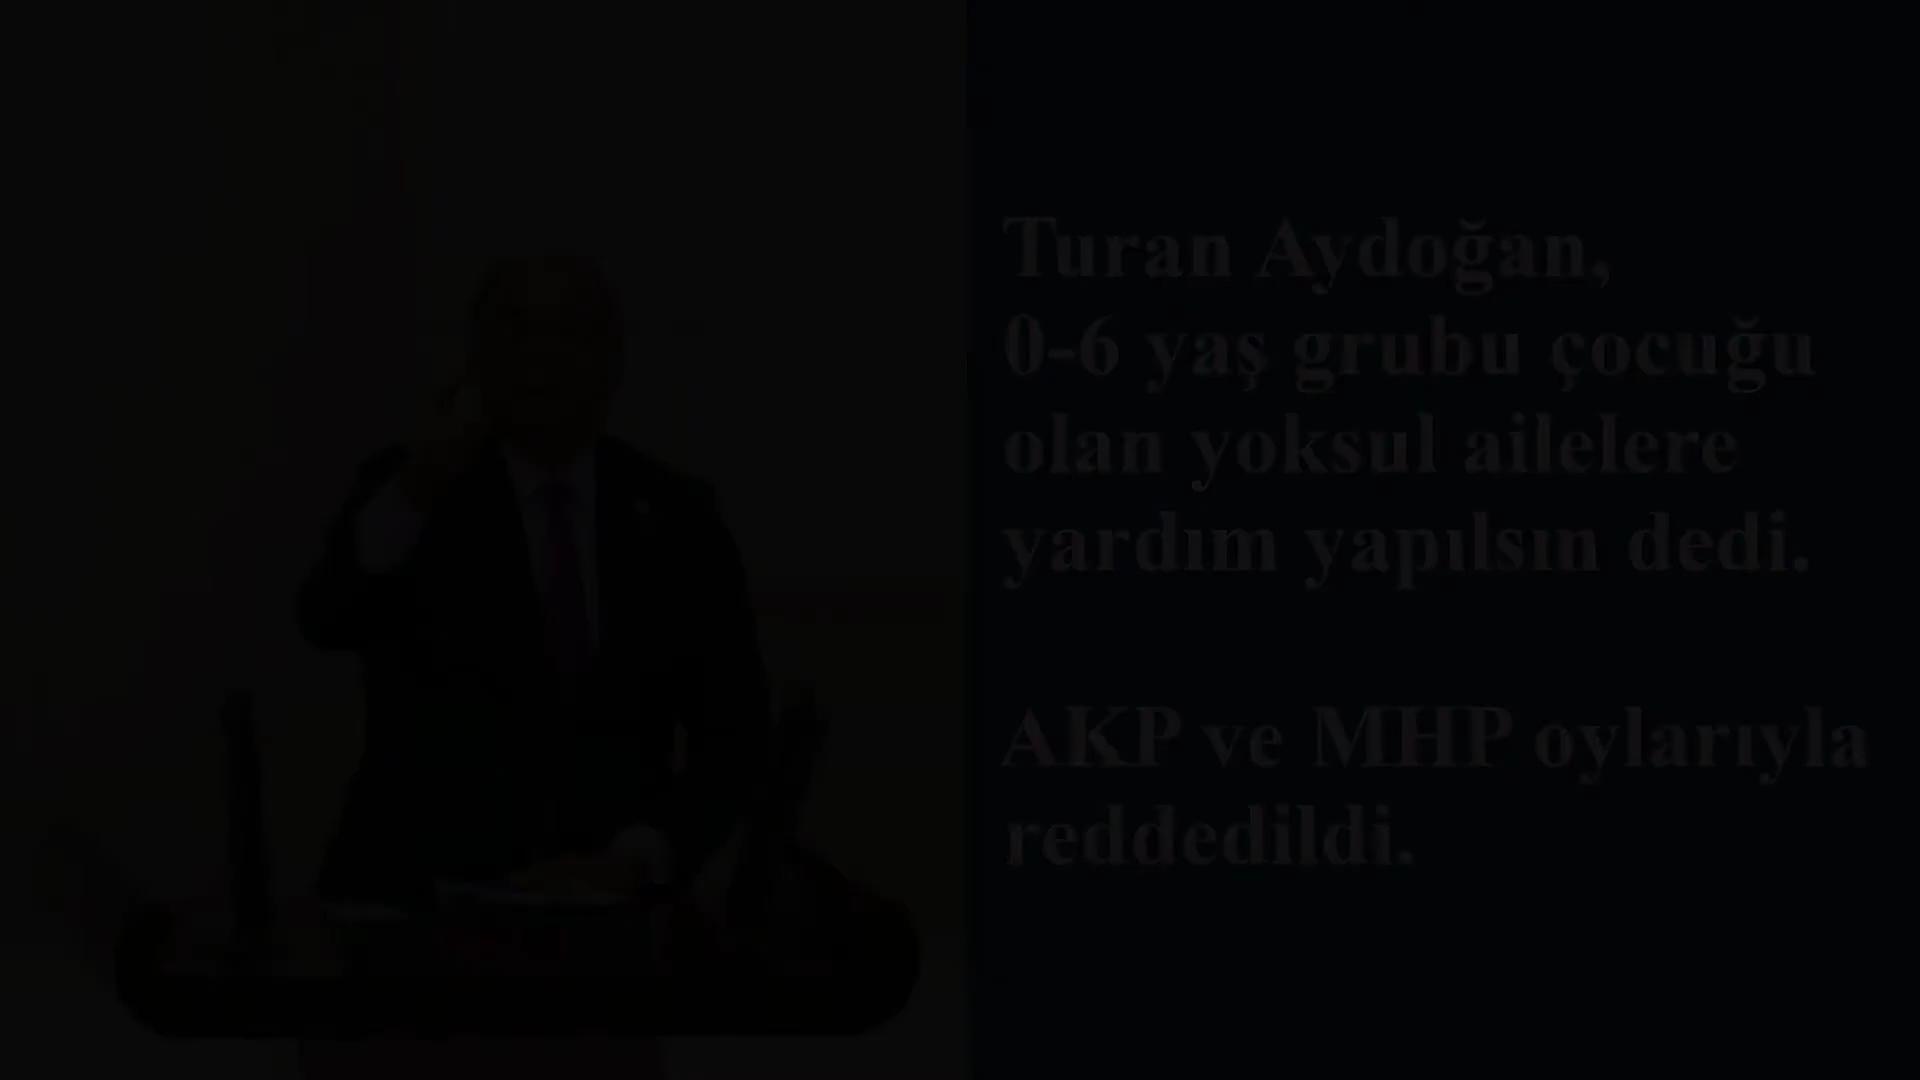 Turan Aydoğan,
0-6 yaş grubu çocuğu
olan yoksul ailelere
yardım yapılsın dedi.
AKP ve MHP oylarıyla
reddedildi.